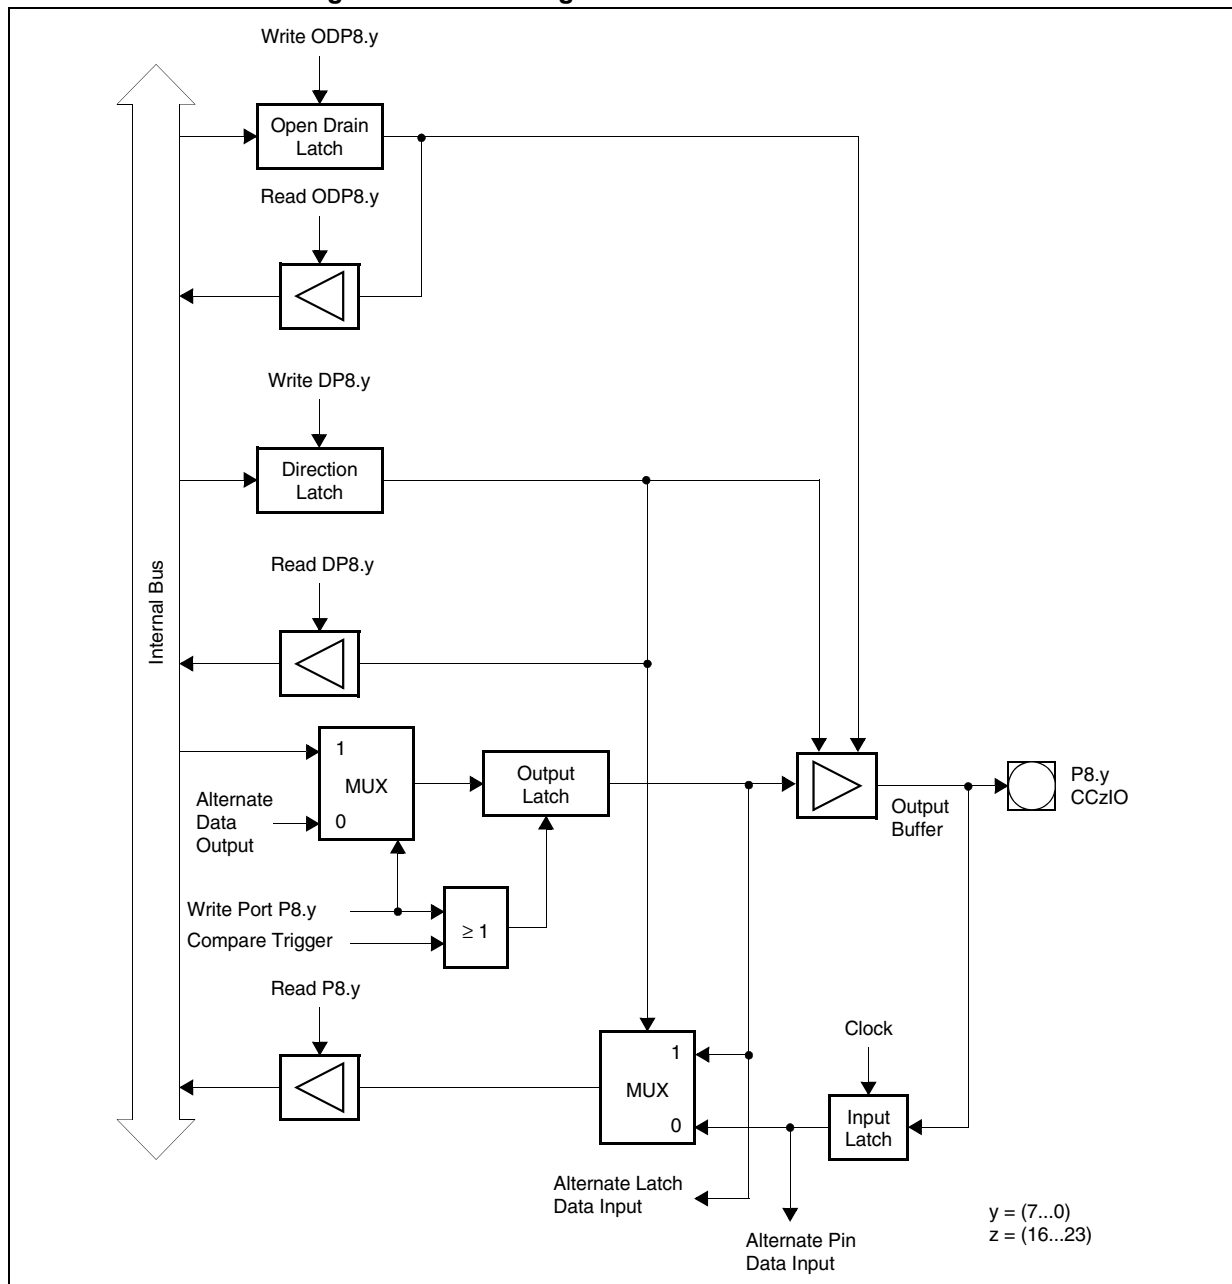 Write ODP8.y
Open Drain
Latch
Read ODP8.y
Write DP8.y
Direction
Latch
Internal Bus
Read DP8.y
1
MUX
0
Alternate
Data
Output
Output
Latch
Output
Buffer
P8.y
CCzIO
Write Port P8.y
Compare Trigger
≥ 1
Read P8.y
1
MUX
0
Clock
Input
Latch
Alternate Latch
Data Input
Alternate Pin
Data Input
y = (7...0)
z = (16...23)